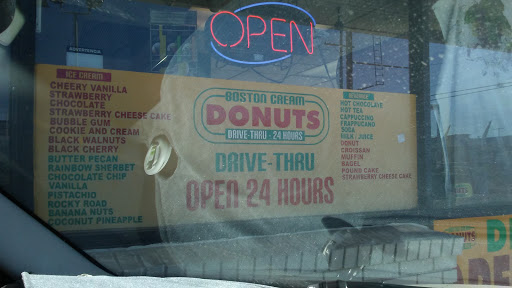 OPEN
ICE CREAM
CHEERY VANILLA
STRAWBERRY
CHOCOLATE
STRAWBERRY CHEESE CAKE
BUBBLE GUM
COOKIE AND CREAM
BLACK WALNUTS
BLACK CHERRY
BUTTER PECAN
RAINBOW SHERBET
CHOCOLATE CHIP
VANILLA
PISTACHIO
ROCKY ROAD
BANANA NUTS
COCONUT PINEAPPLE
BOSTON CREAM
DONUTS
DRIVE-THRU - 24 HOURS
DRIVE-THRU
OPEN 24 HOURS
HOT CHOCOLATE
HOT TEA
CAPPUCCINO
FRAPPUCANO
SODA
MILK - JUICE
DONUT
CROISSAN
MUFFIN
BAGEL
POUND CAKE
STRAWBERRY CHEESE CAKE